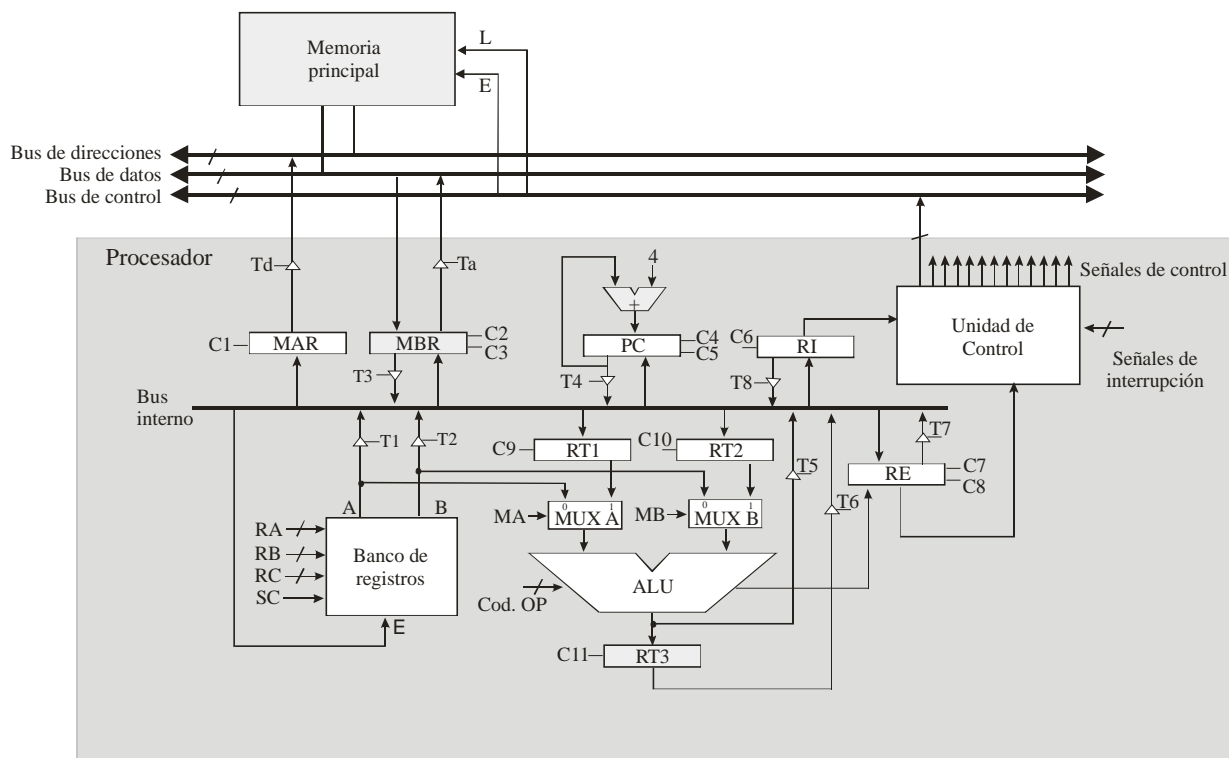 Memoria
principal
L
E
Bus de direcciones
Bus de datos
Bus de control
Procesador
Td
Ta
4
+
Señales de control
C1
MAR
MBR
C2
C3
PC
C4
C5
C6
RI
Unidad de
Control
Señales de
interrupción
T3
T4
T8
Bus
interno
T1
T2
C9
RT1
C10
RT2
T5
T7
RE
C7
C8
T6
A
B
MA
0
1
MUX A
MB
0
1
MUX B
RA
RB
RC
SC
Banco de
registros
E
Cod. OP
ALU
C11
RT3